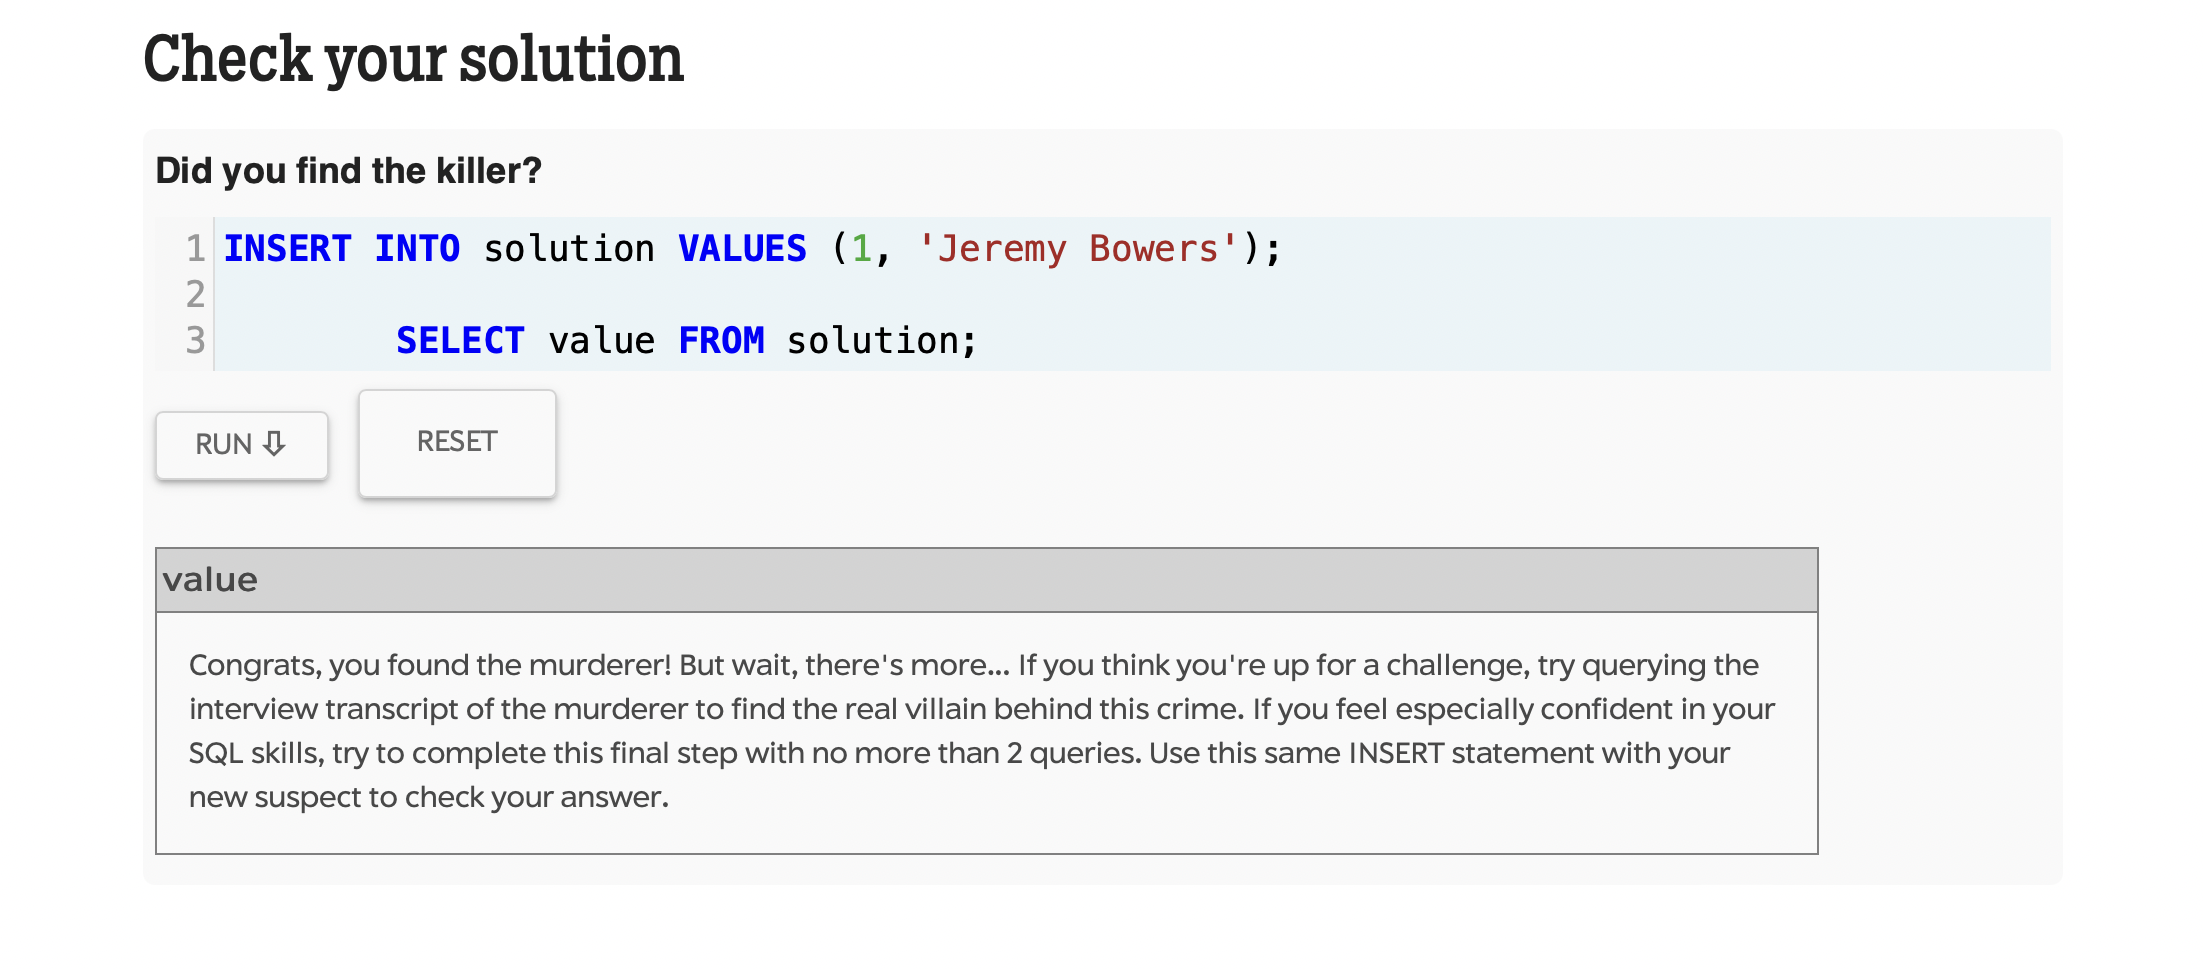 Check your solution
Did you find the killer?
1 INSERT INTO solution VALUES (1, 'Jeremy Bowers');
2
3 SELECT value FROM solution;
RUN ⇩
RESET
value
Congrats, you found the murderer! But wait, there's more... If you think you're up for a challenge, try querying the
interview transcript of the murderer to find the real villain behind this crime. If you feel especially confident in your
SQL skills, try to complete this final step with no more than 2 queries. Use this same INSERT statement with your
new suspect to check your answer.